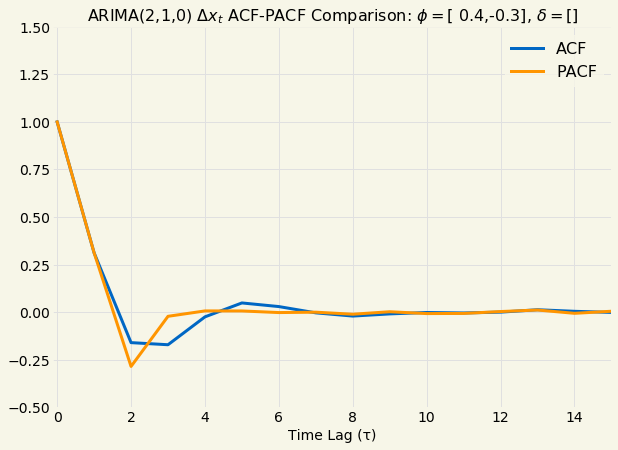 ARIMA(2,1,0) Δxₜ ACF-PACF Comparison: ϕ = [ 0.4,-0.3], δ = []
ACF
PACF
1.50
1.25
1.00
0.75
0.50
0.25
0.00
−0.25
−0.50
0 2 4 6 8 10 12 14
Time Lag (τ)